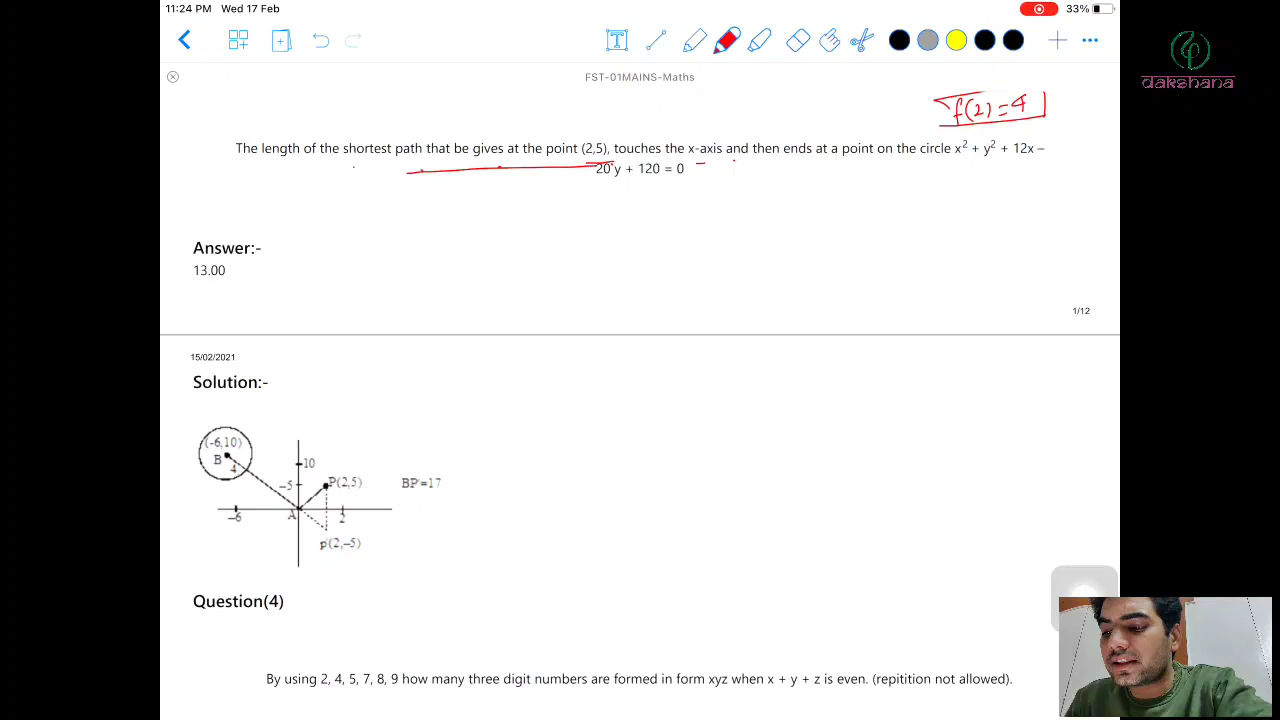 11:24 PM Wed 17 Feb
33%
dakshana
FST-01MAINS-Maths
f(2)=4
The length of the shortest path that be gives at the point (2,5), touches the x-axis and then ends at a point on the circle x² + y² + 12x –
20y + 120 = 0
Answer:-
13.00
1/12
15/02/2021
Solution:-
(-6,10)
B
4
10
–5
P(2,5)
BP'=17
–6
A
2
p'(2,–5)
Question(4)
By using 2, 4, 5, 7, 8, 9 how many three digit numbers are formed in form xyz when x + y + z is even. (repitition not allowed).